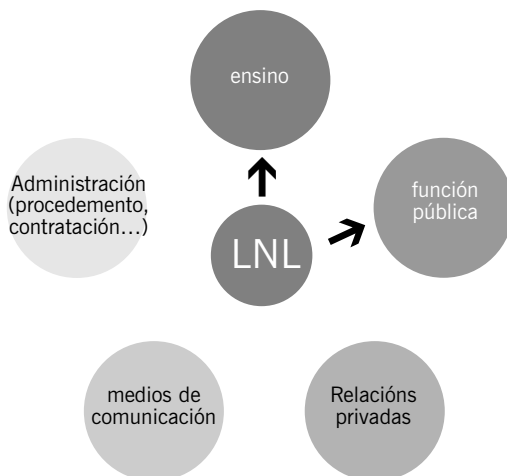 ensino
Administración
(procedemento,
contratación…)
función
pública
LNL
medios de
comunicación
Relacións
privadas